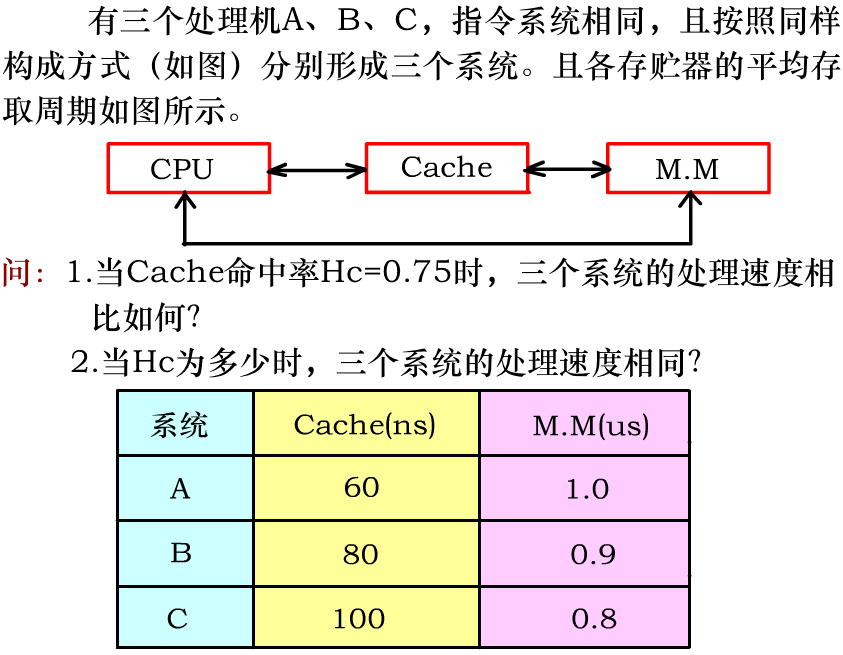 有三个处理机A、B、C，指令系统相同，且按照同样
构成方式（如图）分别形成三个系统。且各存贮器的平均存
取周期如图所示。
CPU Cache M.M
问：1.当Cache命中率Hc=0.75时，三个系统的处理速度相
比如何？
2.当Hc为多少时，三个系统的处理速度相同？
系统 Cache(ns) M.M(us)
A 60 1.0
B 80 0.9
C 100 0.8